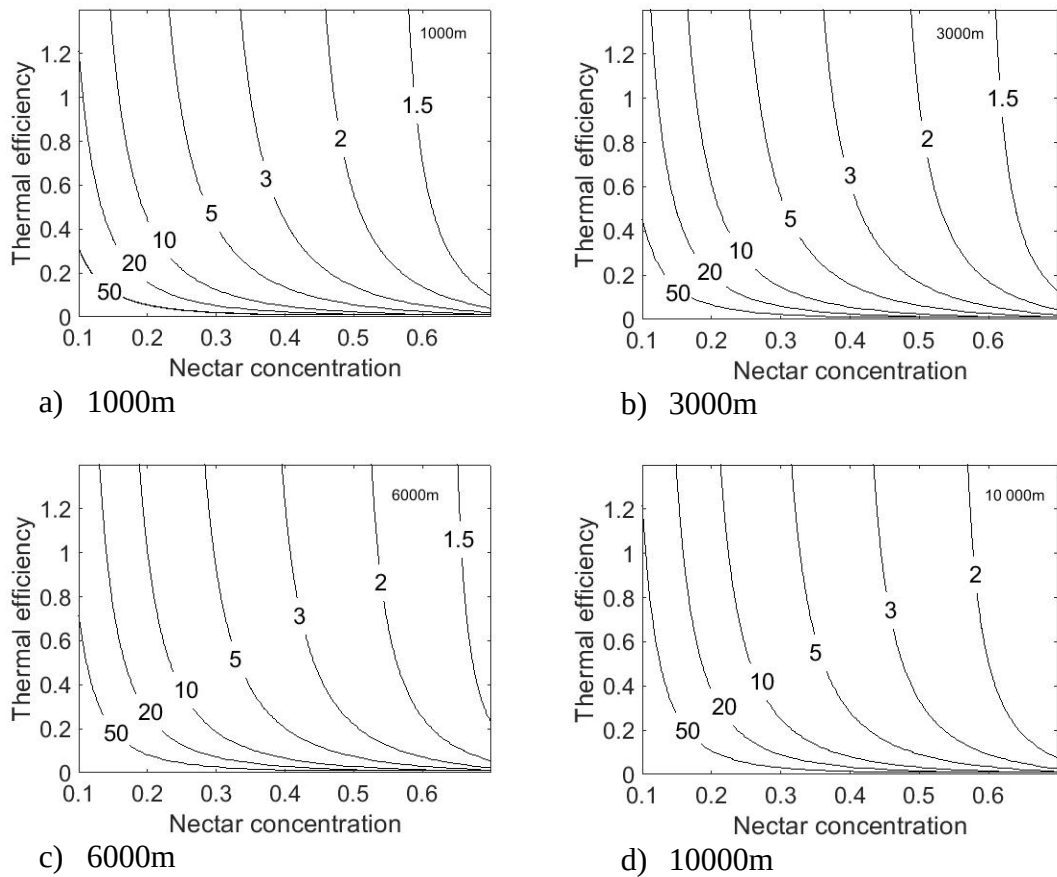 1000m
Thermal efficiency
1.2
1
0.8
0.6
0.4
0.2
0
0.1 0.2 0.3 0.4 0.5 0.6
50 20 10 5 3 2 1.5
Nectar concentration
a) 1000m
3000m
Thermal efficiency
1.2
1
0.8
0.6
0.4
0.2
0
0.1 0.2 0.3 0.4 0.5 0.6
50 20 10 5 3 2 1.5
Nectar concentration
b) 3000m
6000m
Thermal efficiency
1.2
1
0.8
0.6
0.4
0.2
0
0.1 0.2 0.3 0.4 0.5 0.6
50 20 10 5 3 2 1.5
Nectar concentration
c) 6000m
10 000m
Thermal efficiency
1.2
1
0.8
0.6
0.4
0.2
0
0.1 0.2 0.3 0.4 0.5 0.6
50 20 10 5 3 2
Nectar concentration
d) 10000m